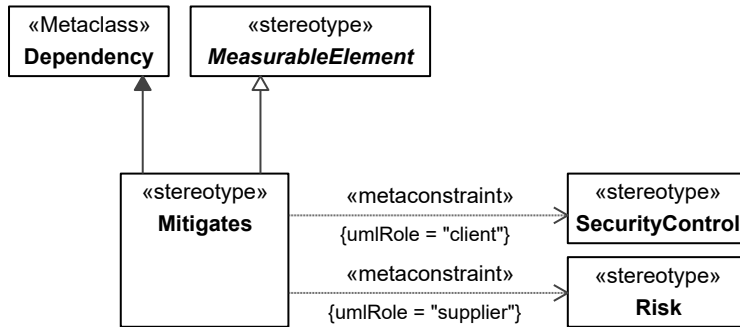 «Metaclass»
Dependency
«stereotype»
MeasurableElement
«stereotype»
Mitigates
«metaconstraint»
{umlRole = "client"}
«stereotype»
SecurityControl
«metaconstraint»
{umlRole = "supplier"}
«stereotype»
Risk